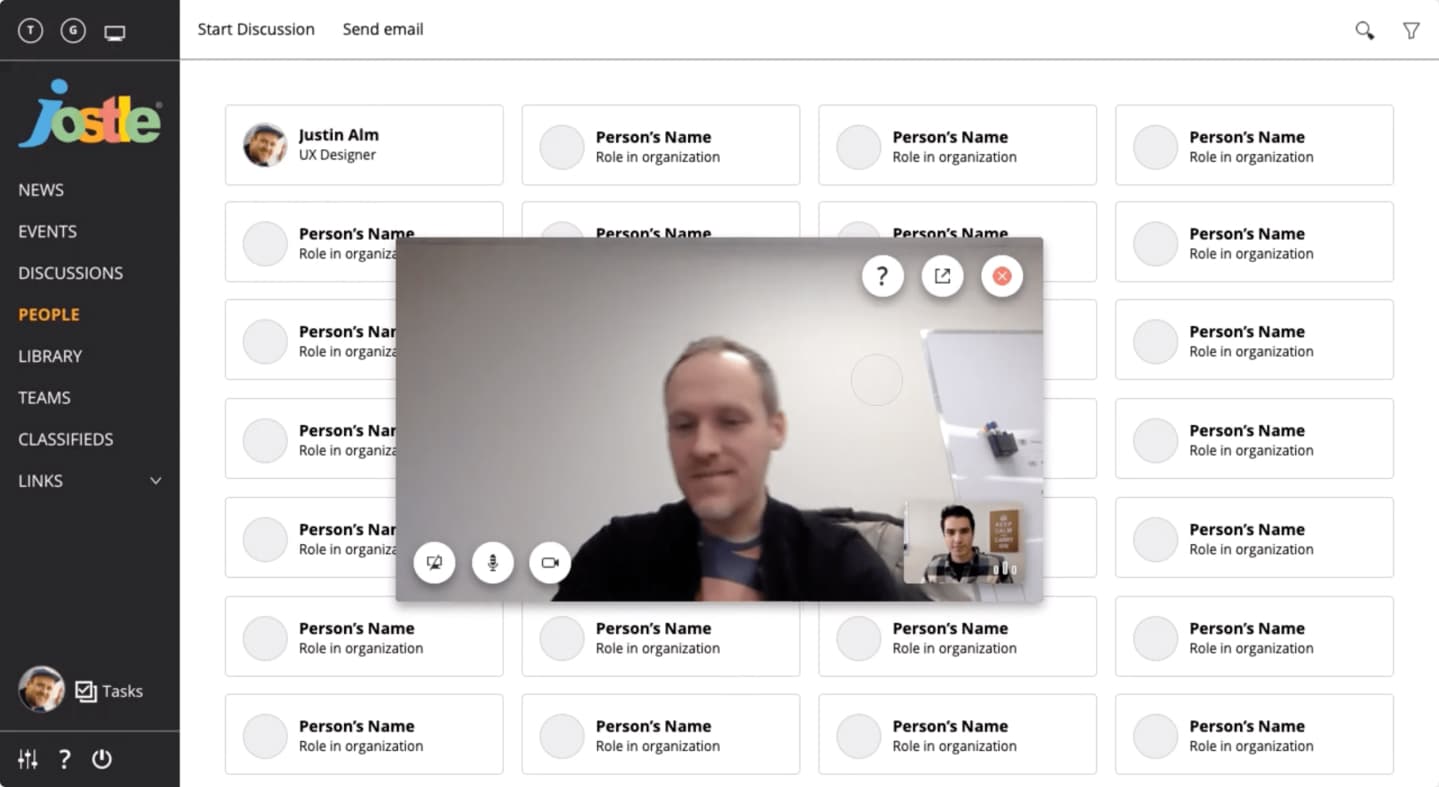 T G
Start Discussion Send email
jostle®
NEWS
EVENTS
DISCUSSIONS
PEOPLE
LIBRARY
TEAMS
CLASSIFIEDS
LINKS
Tasks
?
Justin Alm
UX Designer
Person's Name
Role in organization
Person's Name
Role in organization
Person's Name
Role in organization
Person's Name
Role in organiza
Person's Name
Person's Name
Person's Name
Role in organization
Person's Nar
Role in organiza
Person's Name
Role in organization
Person's Nar
Role in organiza
Person's Name
Role in organization
Person's Nar
Role in organiza
Person's Name
Role in organization
Person's Name
Role in organization
Person's Name
Role in organization
Person's Name
Role in organization
Person's Name
Role in organization
Person's Name
Role in organization
Person's Name
Role in organization
Person's Name
Role in organization
Person's Name
Role in organization
?
KEEP
CALM
AND
CARRY
ON